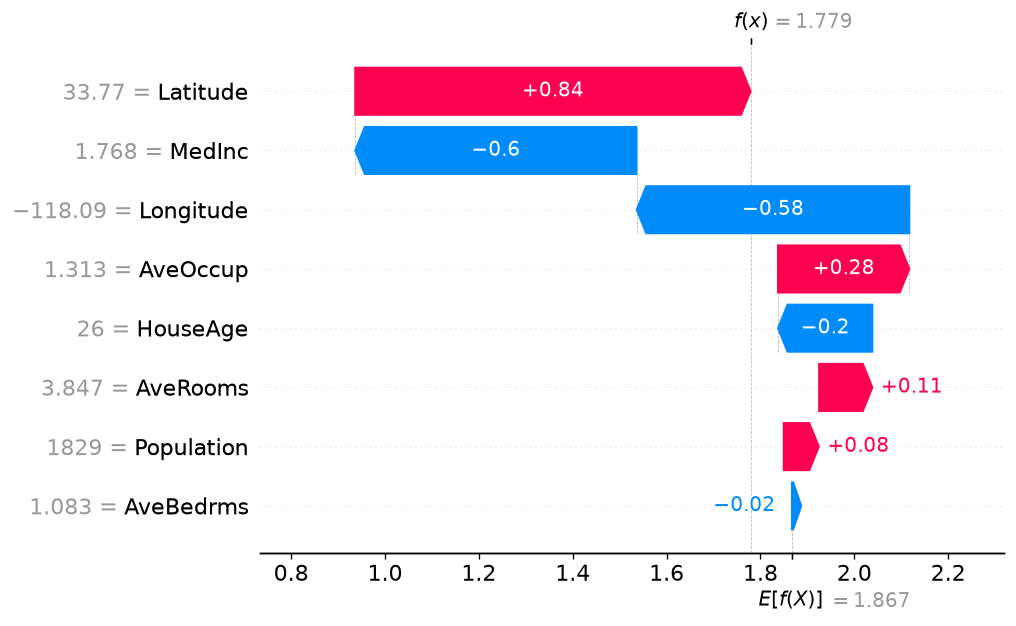 f(x) = 1.779
33.77 = Latitude +0.84
1.768 = MedInc −0.6
−118.09 = Longitude −0.58
1.313 = AveOccup +0.28
26 = HouseAge −0.2
3.847 = AveRooms +0.11
1829 = Population +0.08
1.083 = AveBedrms −0.02
0.8 1.0 1.2 1.4 1.6 1.8 2.0 2.2
E[f(X)] = 1.867